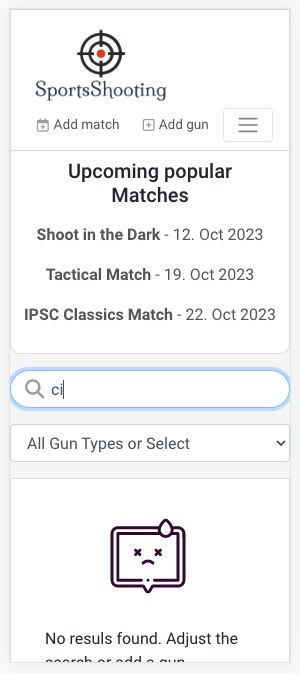 SportsShooting
Add match
Add gun
Upcoming popular
Matches
Shoot in the Dark - 12. Oct 2023
Tactical Match - 19. Oct 2023
IPSC Classics Match - 22. Oct 2023
ci
All Gun Types or Select
No resuls found. Adjust the
search or add a gun